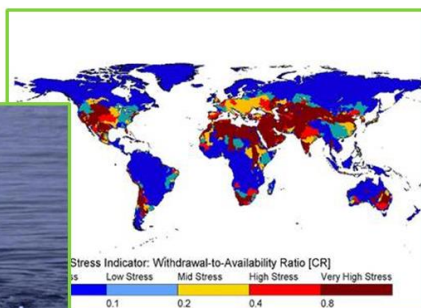 Stress Indicator: Withdrawal-to-Availability Ratio [CR]
Low Stress Mid Stress High Stress Very High Stress
0.1 0.2 0.4 0.8